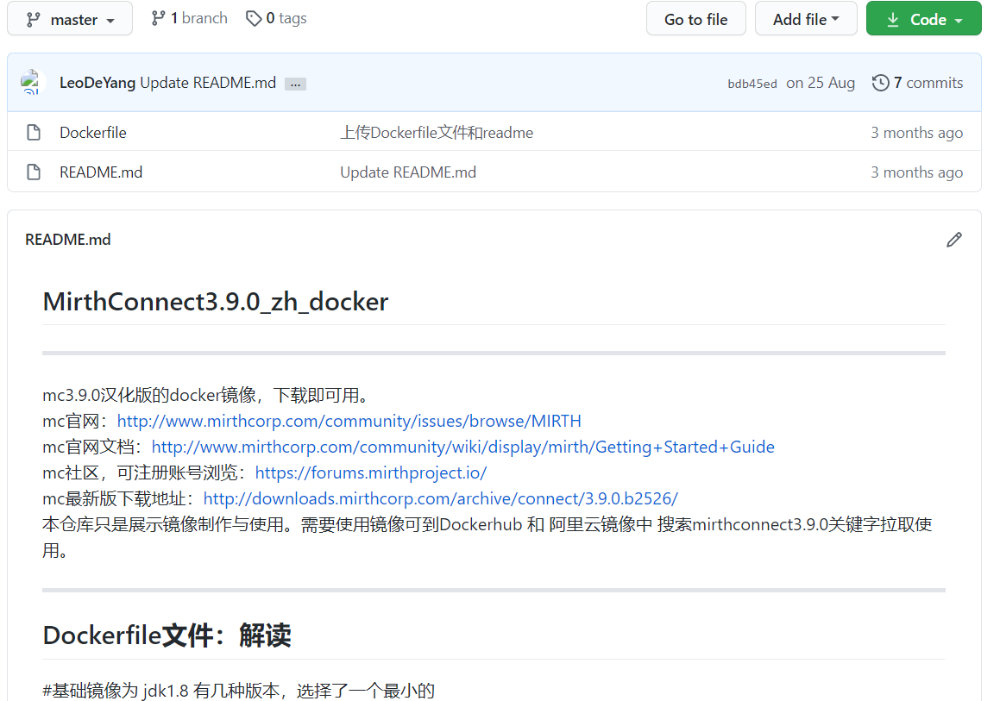 master
1 branch
0 tags
Go to file
Add file
Code
LeoDeYang Update README.md ...
bdb45ed on 25 Aug
7 commits
Dockerfile
上传Dockerfile文件和readme
3 months ago
README.md
Update README.md
3 months ago
README.md
MirthConnect3.9.0_zh_docker
mc3.9.0汉化版的docker镜像，下载即可用。
mc官网：http://www.mirthcorp.com/community/issues/browse/MIRTH
mc官网文档：http://www.mirthcorp.com/community/wiki/display/mirth/Getting+Started+Guide
mc社区，可注册账号浏览：https://forums.mirthproject.io/
mc最新版下载地址：http://downloads.mirthcorp.com/archive/connect/3.9.0.b2526/
本仓库只是展示镜像制作与使用。需要使用镜像可到Dockerhub 和 阿里云镜像中 搜索mirthconnect3.9.0关键字拉取使
用。
Dockerfile文件：解读
#基础镜像为 jdk1.8 有几种版本，选择了一个最小的